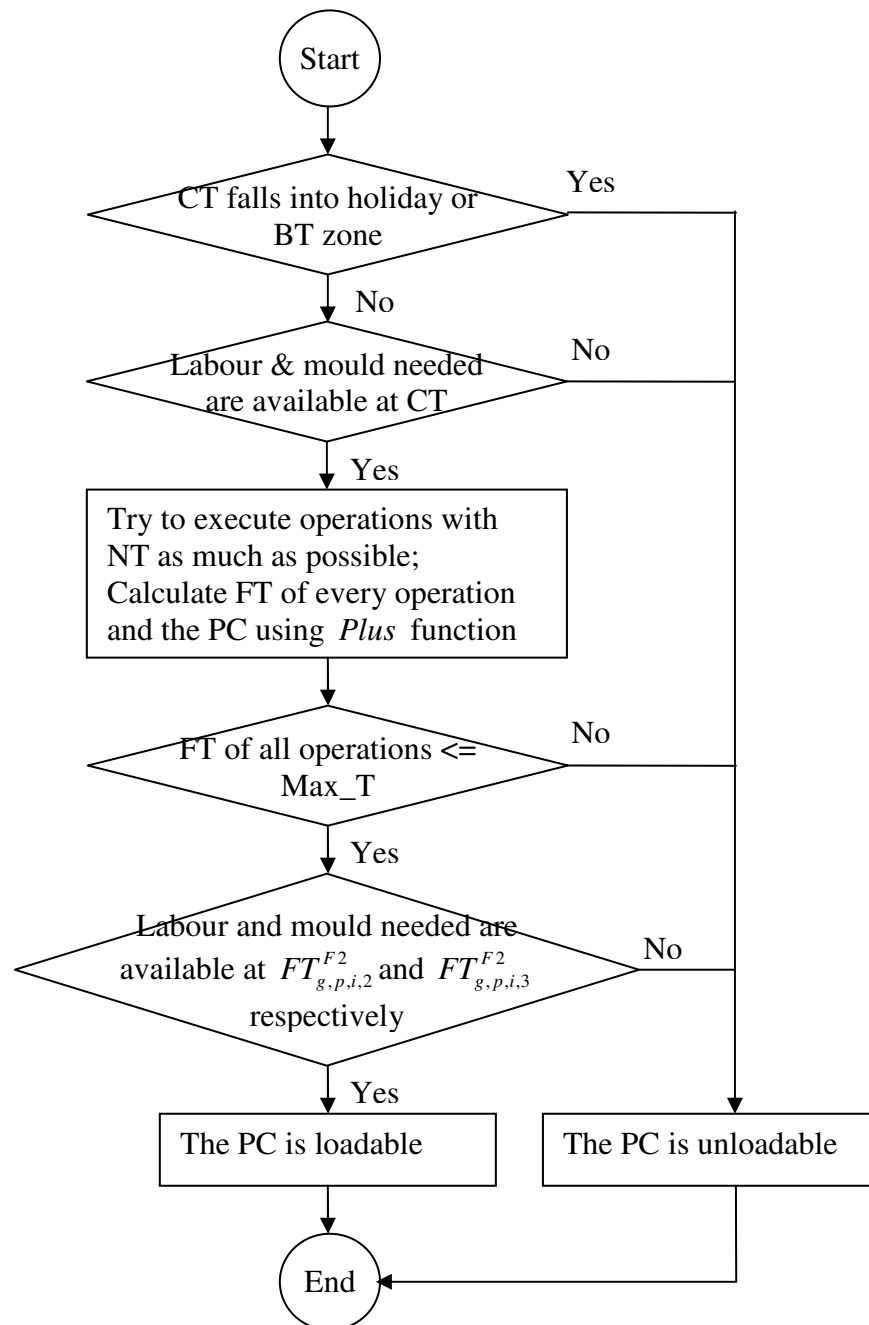 Start
CT falls into holiday or
BT zone
Yes
No
Labour & mould needed
are available at CT
No
Yes
Try to execute operations with
NT as much as possible;
Calculate FT of every operation
and the PC using Plus function
FT of all operations <=
Max_T
No
Yes
Labour and mould needed are
available at $FT_{g,p,i,2}^{F2}$ and $FT_{g,p,i,3}^{F2}$
respectively
No
Yes
The PC is loadable
The PC is unloadable
End